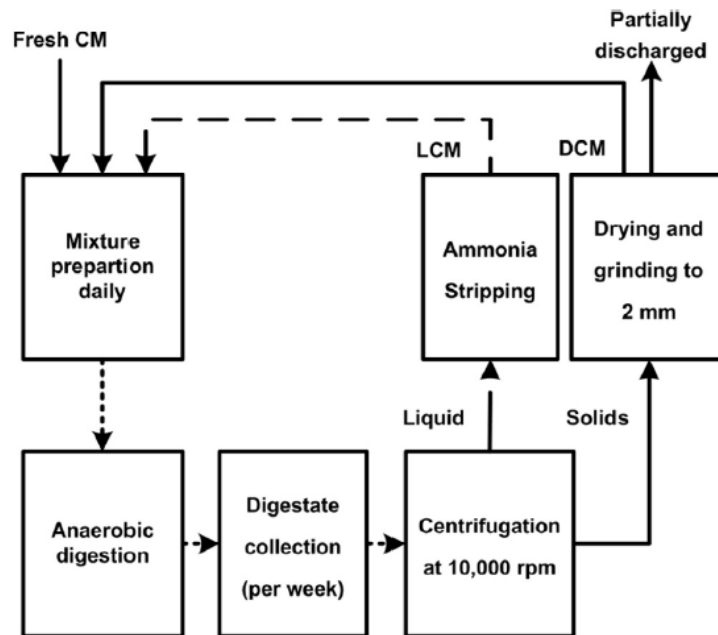 Fresh CM
Partially
discharged
LCM
DCM
Mixture
prepartion
daily
Ammonia
Stripping
Drying and
grinding to
2 mm
Liquid
Solids
Anaerobic
digestion
Digestate
collection
(per week)
Centrifugation
at 10,000 rpm